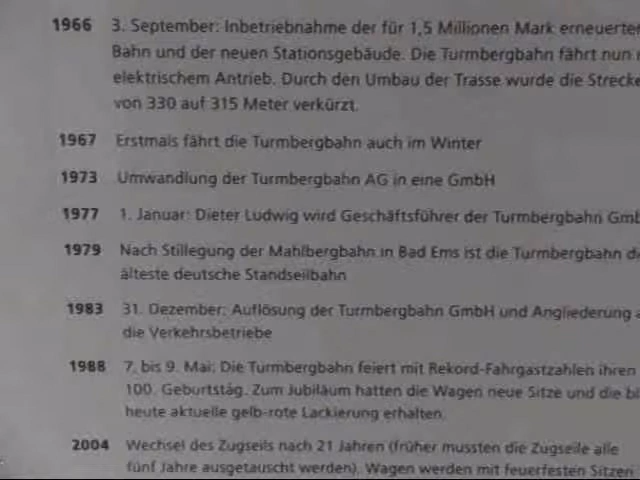 1966 3. September: Inbetriebnahme der für 1,5 Millionen Mark erneuerten
Bahn und der neuen Stationsgebäude. Die Turmbergbahn fährt nun
elektrischem Antrieb. Durch den Umbau der Trasse wurde die Strecke
von 330 auf 315 Meter verkürzt.
1967 Erstmals fährt die Turmbergbahn auch im Winter
1973 Umwandlung der Turmbergbahn AG in eine GmbH
1977 1. Januar: Dieter Ludwig wird Geschäftsführer der Turmbergbahn GmbH
1979 Nach Stillegung der Mahlbergbahn in Bad Ems ist die Turmbergbahn
älteste deutsche Standseilbahn
1983 31. Dezember: Auflösung der Turmbergbahn GmbH und Angliederung
die Verkehrsbetriebe
1988 7. bis 9. Mai: Die Turmbergbahn feiert mit Rekord-Fahrgastzahlen ihren
100. Geburtstag. Zum Jubiläum hatten die Wagen neue Sitze und die
heute aktuelle gelb-rote Lackierung erhalten.
2004 Wechsel des Zugseils nach 21 Jahren (früher mussten die Zugseile alle
fünf Jahre ausgetauscht werden). Wagen werden mit feuerfesten Sitzen